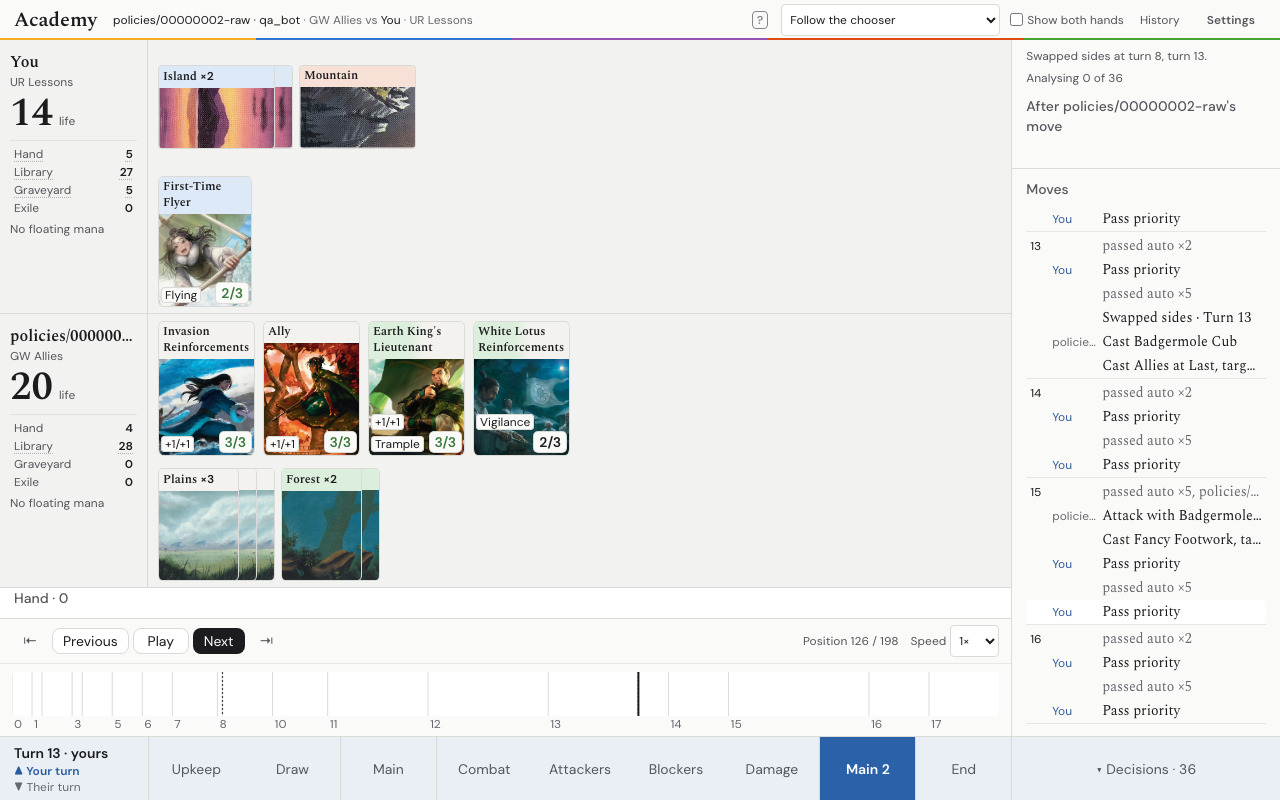 Academy
policies/00000002-raw · qa_bot · GW Allies vs You · UR Lessons
?
Follow the chooser
Show both hands
History
Settings
You
UR Lessons
14 life
Hand 5
Library 27
Graveyard 5
Exile 0
No floating mana
Island ×2
Mountain
First-Time
Flyer
Flying
2/3
policies/000000...
GW Allies
20 life
Hand 4
Library 28
Graveyard 0
Exile 0
No floating mana
Invasion
Reinforcements
+1/+1
3/3
Ally
+1/+1
3/3
Earth King's
Lieutenant
+1/+1
Trample
3/3
White Lotus
Reinforcements
Vigilance
2/3
Plains ×3
Forest ×2
Hand · 0
Previous
Play
Next
Position 126 / 198
Speed
1×
0 1 3 5 6 7 8 10 11 12 13 14 15 16 17
Turn 13 · yours
▲ Your turn
▼ Their turn
Upkeep
Draw
Main
Combat
Attackers
Blockers
Damage
Main 2
End
Swapped sides at turn 8, turn 13.
Analysing 0 of 36
After policies/00000002-raw's
move
Moves
You Pass priority
13 passed auto ×2
You Pass priority
passed auto ×5
Swapped sides · Turn 13
policie... Cast Badgermole Cub
Cast Allies at Last, targ...
14 passed auto ×2
You Pass priority
passed auto ×5
You Pass priority
15 passed auto ×5, policies/...
policie... Attack with Badgermole...
Cast Fancy Footwork, ta...
You Pass priority
passed auto ×5
You Pass priority
16 passed auto ×2
You Pass priority
passed auto ×5
You Pass priority
▾ Decisions · 36